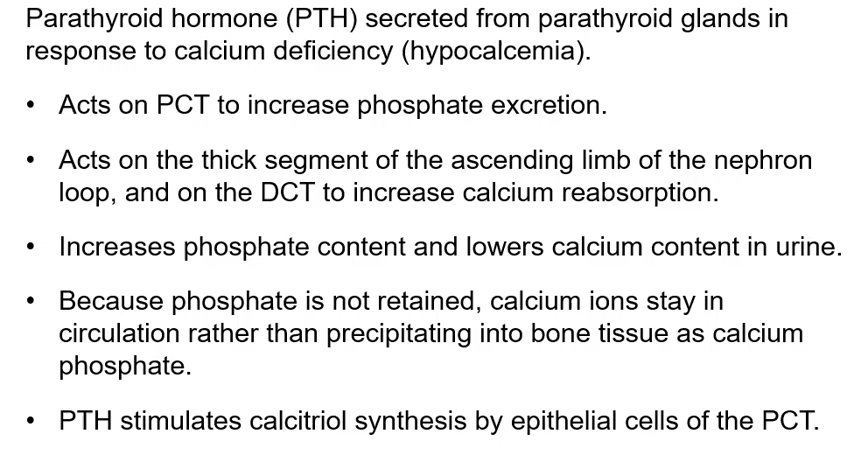 Parathyroid hormone (PTH) secreted from parathyroid glands in
response to calcium deficiency (hypocalcemia).
• Acts on PCT to increase phosphate excretion.
• Acts on the thick segment of the ascending limb of the nephron
loop, and on the DCT to increase calcium reabsorption.
• Increases phosphate content and lowers calcium content in urine.
• Because phosphate is not retained, calcium ions stay in
circulation rather than precipitating into bone tissue as calcium
phosphate.
• PTH stimulates calcitriol synthesis by epithelial cells of the PCT.